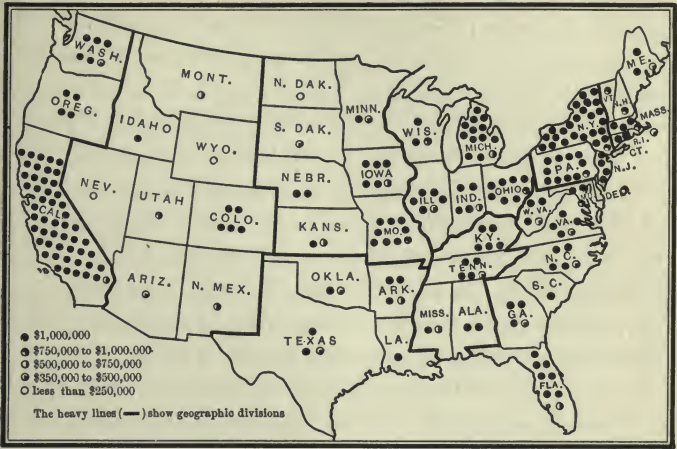 WASH.
MONT.
N. DAK.
MINN.
ME.
OREG.
IDAHO
S. DAK.
WIS.
MICH.
N.Y.
VT.
N.H.
MASS.
R.I.
CT.
WYO.
NEBR.
IOWA
PA.
N.J.
NEV.
UTAH
COLO.
ILL.
IND.
OHIO
DEL.
MD.
CAL.
KANS.
MO.
W. VA.
VA.
KY.
ARIZ.
N. MEX.
OKLA.
ARK.
TENN.
N. C.
S. C.
TEXAS
LA.
MISS.
ALA.
GA.
FLA.
$1,000.000
$750,000 to $1,000.000
$500,000 to $750,000
$350,000 to $500,000
Less than $250,000
The heavy lines (━) show geographic divisions